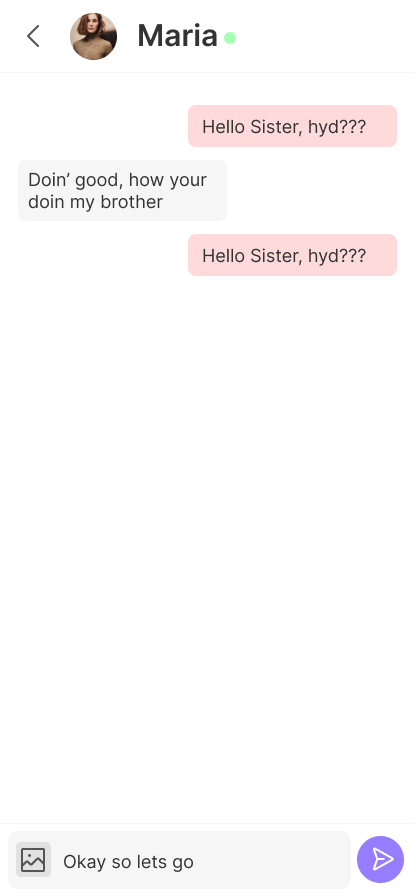 Maria
Hello Sister, hyd???
Doin’ good, how your
doin my brother
Hello Sister, hyd???
Okay so lets go